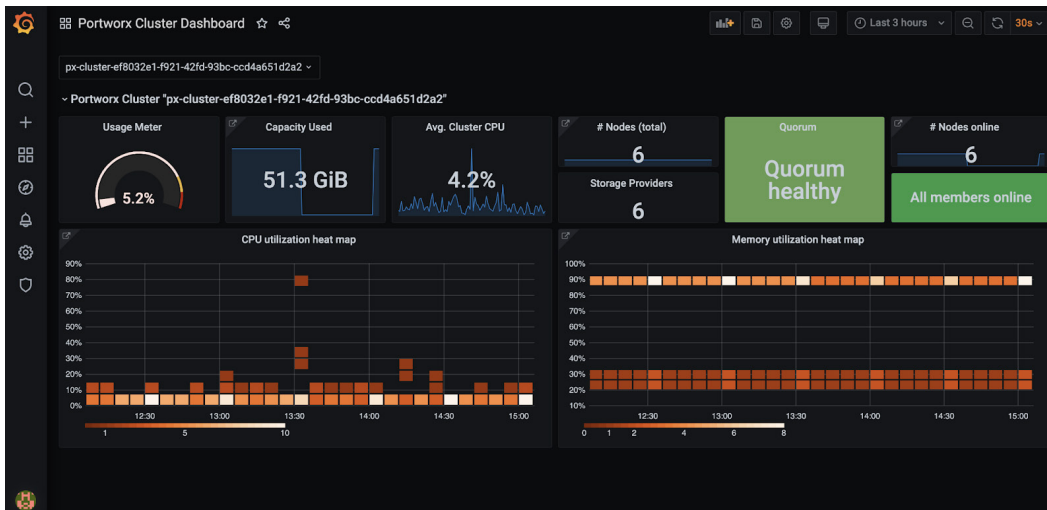 Portworx Cluster Dashboard
Last 3 hours
30s
px-cluster-ef8032e1-f921-42fd-93bc-ccd4a651d2a2
Portworx Cluster "px-cluster-ef8032e1-f921-42fd-93bc-ccd4a651d2a2"
Usage Meter
5.2%
Capacity Used
51.3 GiB
Avg. Cluster CPU
4.2%
# Nodes (total)
6
Storage Providers
6
Quorum
Quorum
healthy
# Nodes online
6
All members online
CPU utilization heat map
90%
80%
70%
60%
50%
40%
30%
20%
10%
0%
12:30 13:00 13:30 14:00 14:30 15:00
1 5 10
Memory utilization heat map
100%
90%
80%
70%
60%
50%
40%
30%
20%
10%
12:30 13:00 13:30 14:00 14:30 15:00
0 1 2 4 6 8